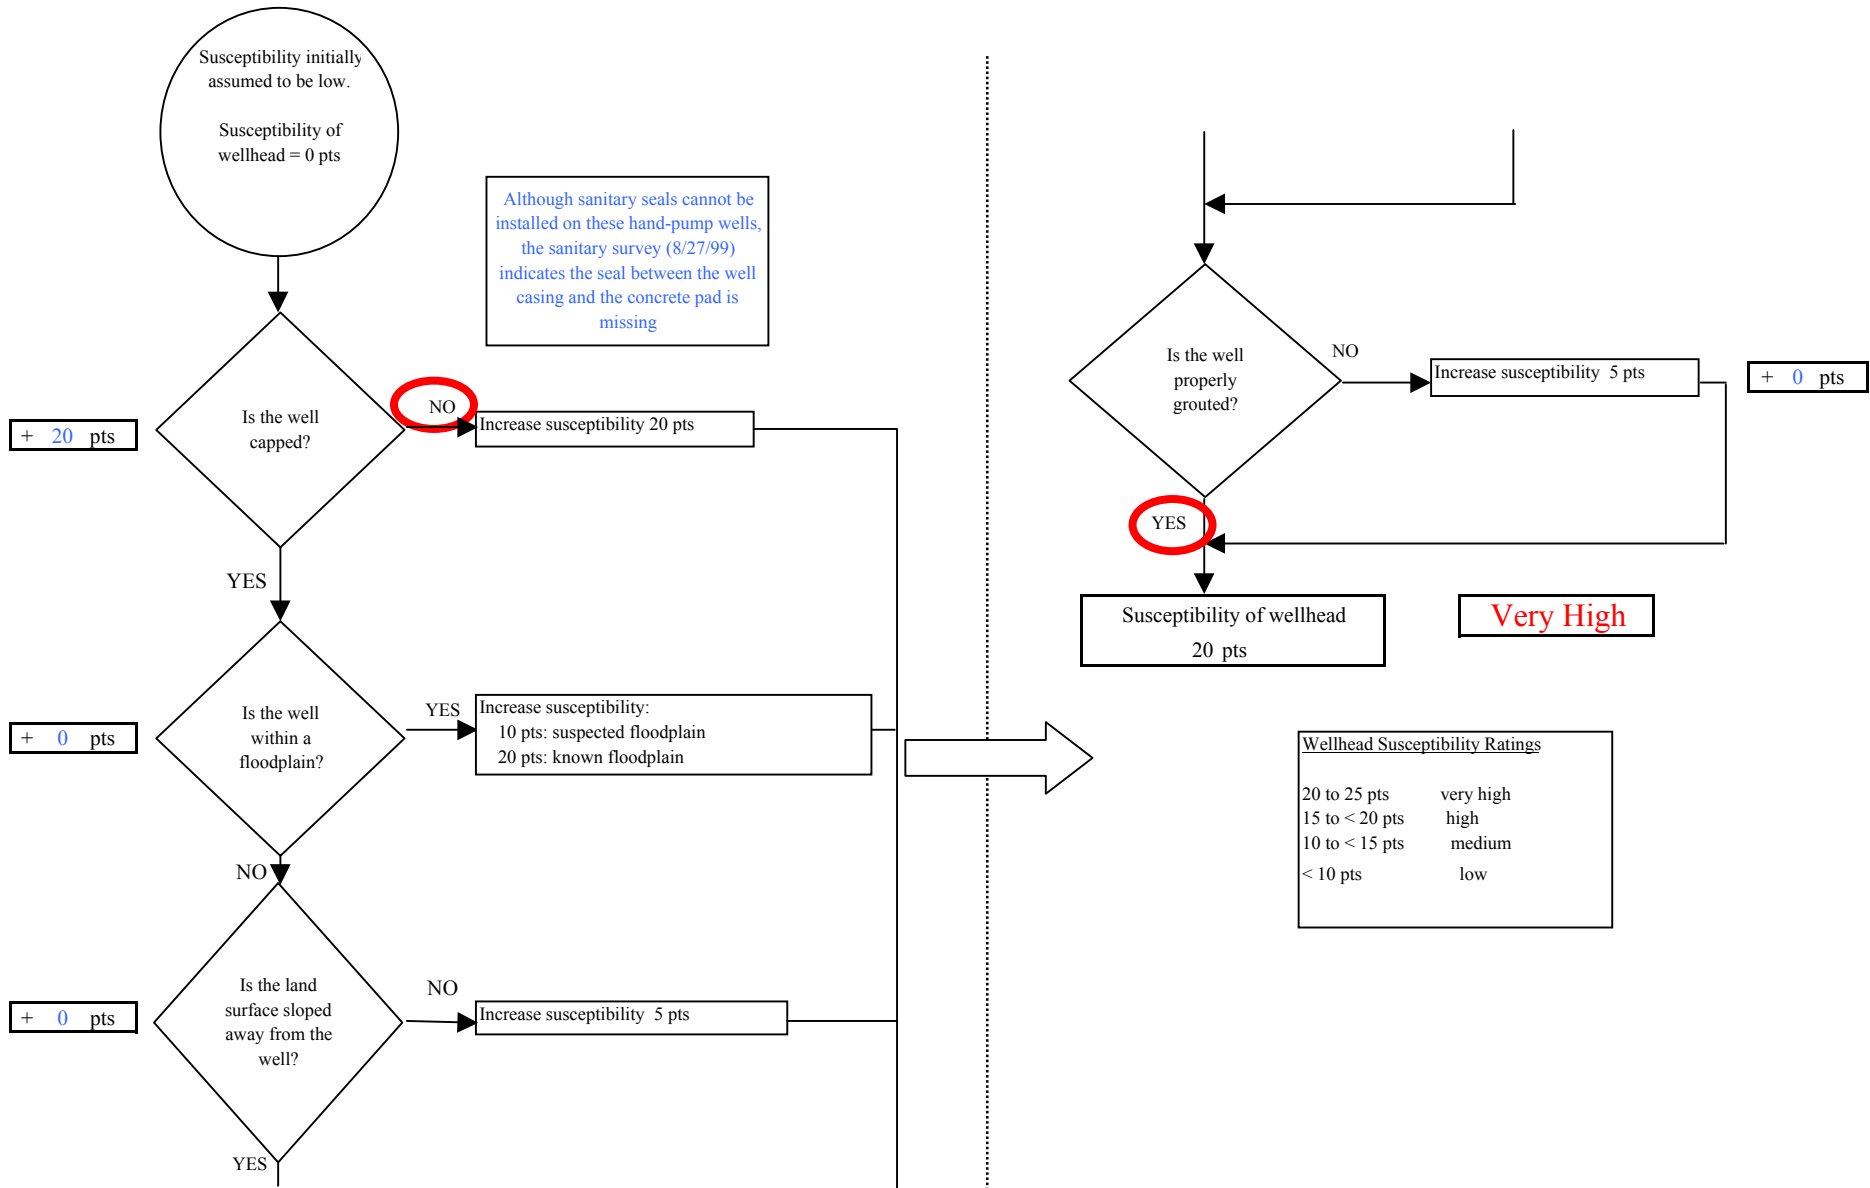 Susceptibility initially
assumed to be low.
Susceptibility of
wellhead = 0 pts
Although sanitary seals cannot be
installed on these hand-pump wells,
the sanitary survey (8/27/99)
indicates the seal between the well
casing and the concrete pad is
missing
+ 20 pts
Is the well
capped?
NO
Increase susceptibility 20 pts
YES
+ 0 pts
Is the well
within a
floodplain?
YES
Increase susceptibility:
10 pts: suspected floodplain
20 pts: known floodplain
NO
+ 0 pts
Is the land
surface sloped
away from the
well?
NO
Increase susceptibility 5 pts
YES
Is the well
properly
grouted?
NO
Increase susceptibility 5 pts
+ 0 pts
YES
Susceptibility of wellhead
20 pts
Very High
Wellhead Susceptibility Ratings
20 to 25 pts very high
15 to < 20 pts high
10 to < 15 pts medium
< 10 pts low